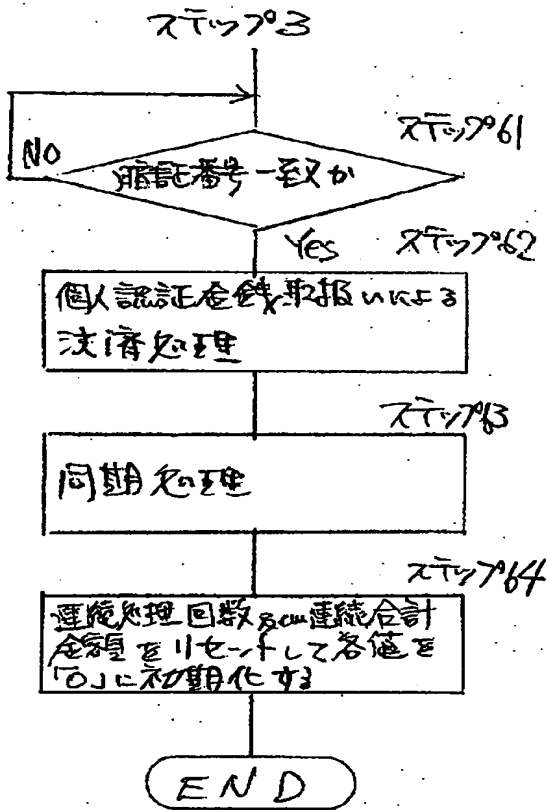 ステップ3
ステップ61
NO
暗証番号一致か
Yes
ステップ62
個人認証金銭取扱いによる
決済処理
ステップ63
同期処理
ステップ64
連続処理回数および連続合計
金額をリセットして各値を
「0」に初期化する
END